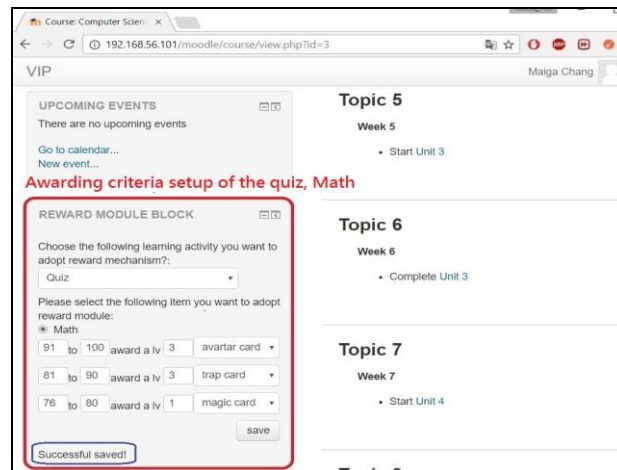 Course: Computer Scien
192.168.56.101/moodle/course/view.php?id=3
ABP
VIP
Maiga Chang
UPCOMING EVENTS
There are no upcoming events
Go to calendar...
New event...
Awarding criteria setup of the quiz, Math
REWARD MODULE BLOCK
Choose the following learning activity you want to
adopt reward mechanism?:
Quiz
Please select the following item you want to adopt
reward module:
Math
91 to 100 award a lv 3 avartar card
81 to 90 award a lv 3 trap card
76 to 80 award a lv 1 magic card
save
Successful saved!
Topic 5
Week 5
• Start Unit 3
Topic 6
Week 6
• Complete Unit 3
Topic 7
Week 7
• Start Unit 4